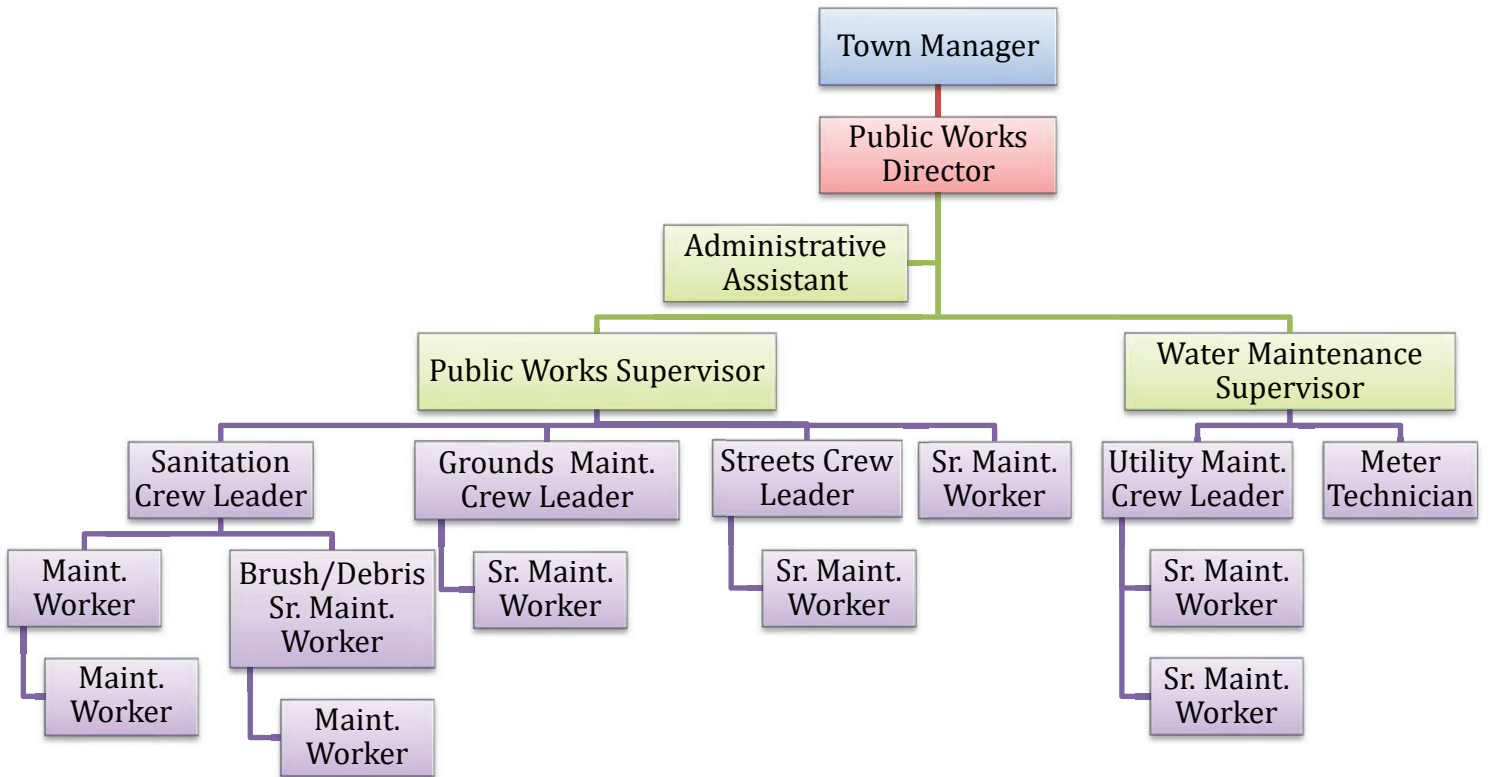 Town Manager
Public Works
Director
Administrative
Assistant
Public Works Supervisor
Water Maintenance
Supervisor
Sanitation
Crew Leader
Grounds  Maint.
Crew Leader
Streets Crew
Leader
Sr. Maint.
Worker
Utility Maint.
Crew Leader
Meter
Technician
Maint.
Worker
Brush/Debris
Sr. Maint.
Worker
Sr. Maint.
Worker
Sr. Maint.
Worker
Sr. Maint.
Worker
Maint.
Worker
Maint.
Worker
Sr. Maint.
Worker